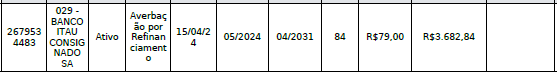 267953
4483
029 -
BANCO
ITAU
CONSIG
NADO
SA
Ativo
Averbaç
ão por
Refinan
ciament
o
15/04/2
4
05/2024
04/2031
84
R$79,00
R$3.682,84